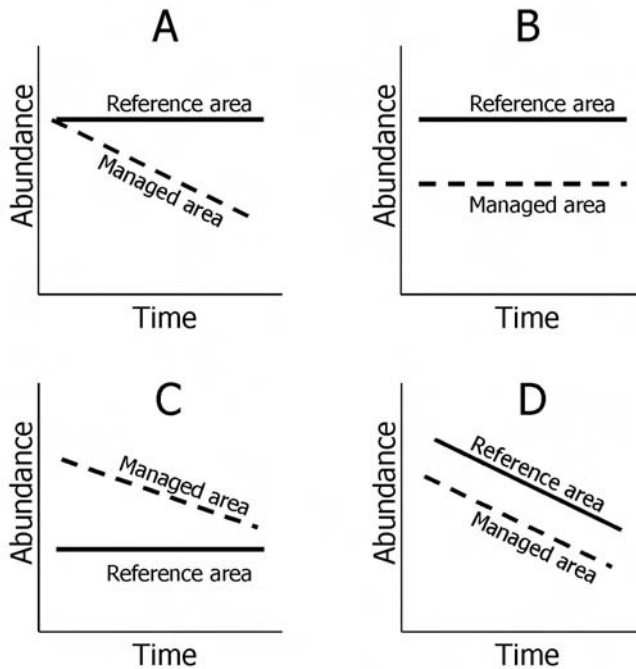 A
Abundance
Reference area
Managed area
Time
B
Abundance
Reference area
Managed area
Time
C
Abundance
Managed area
Reference area
Time
D
Abundance
Reference area
Managed area
Time